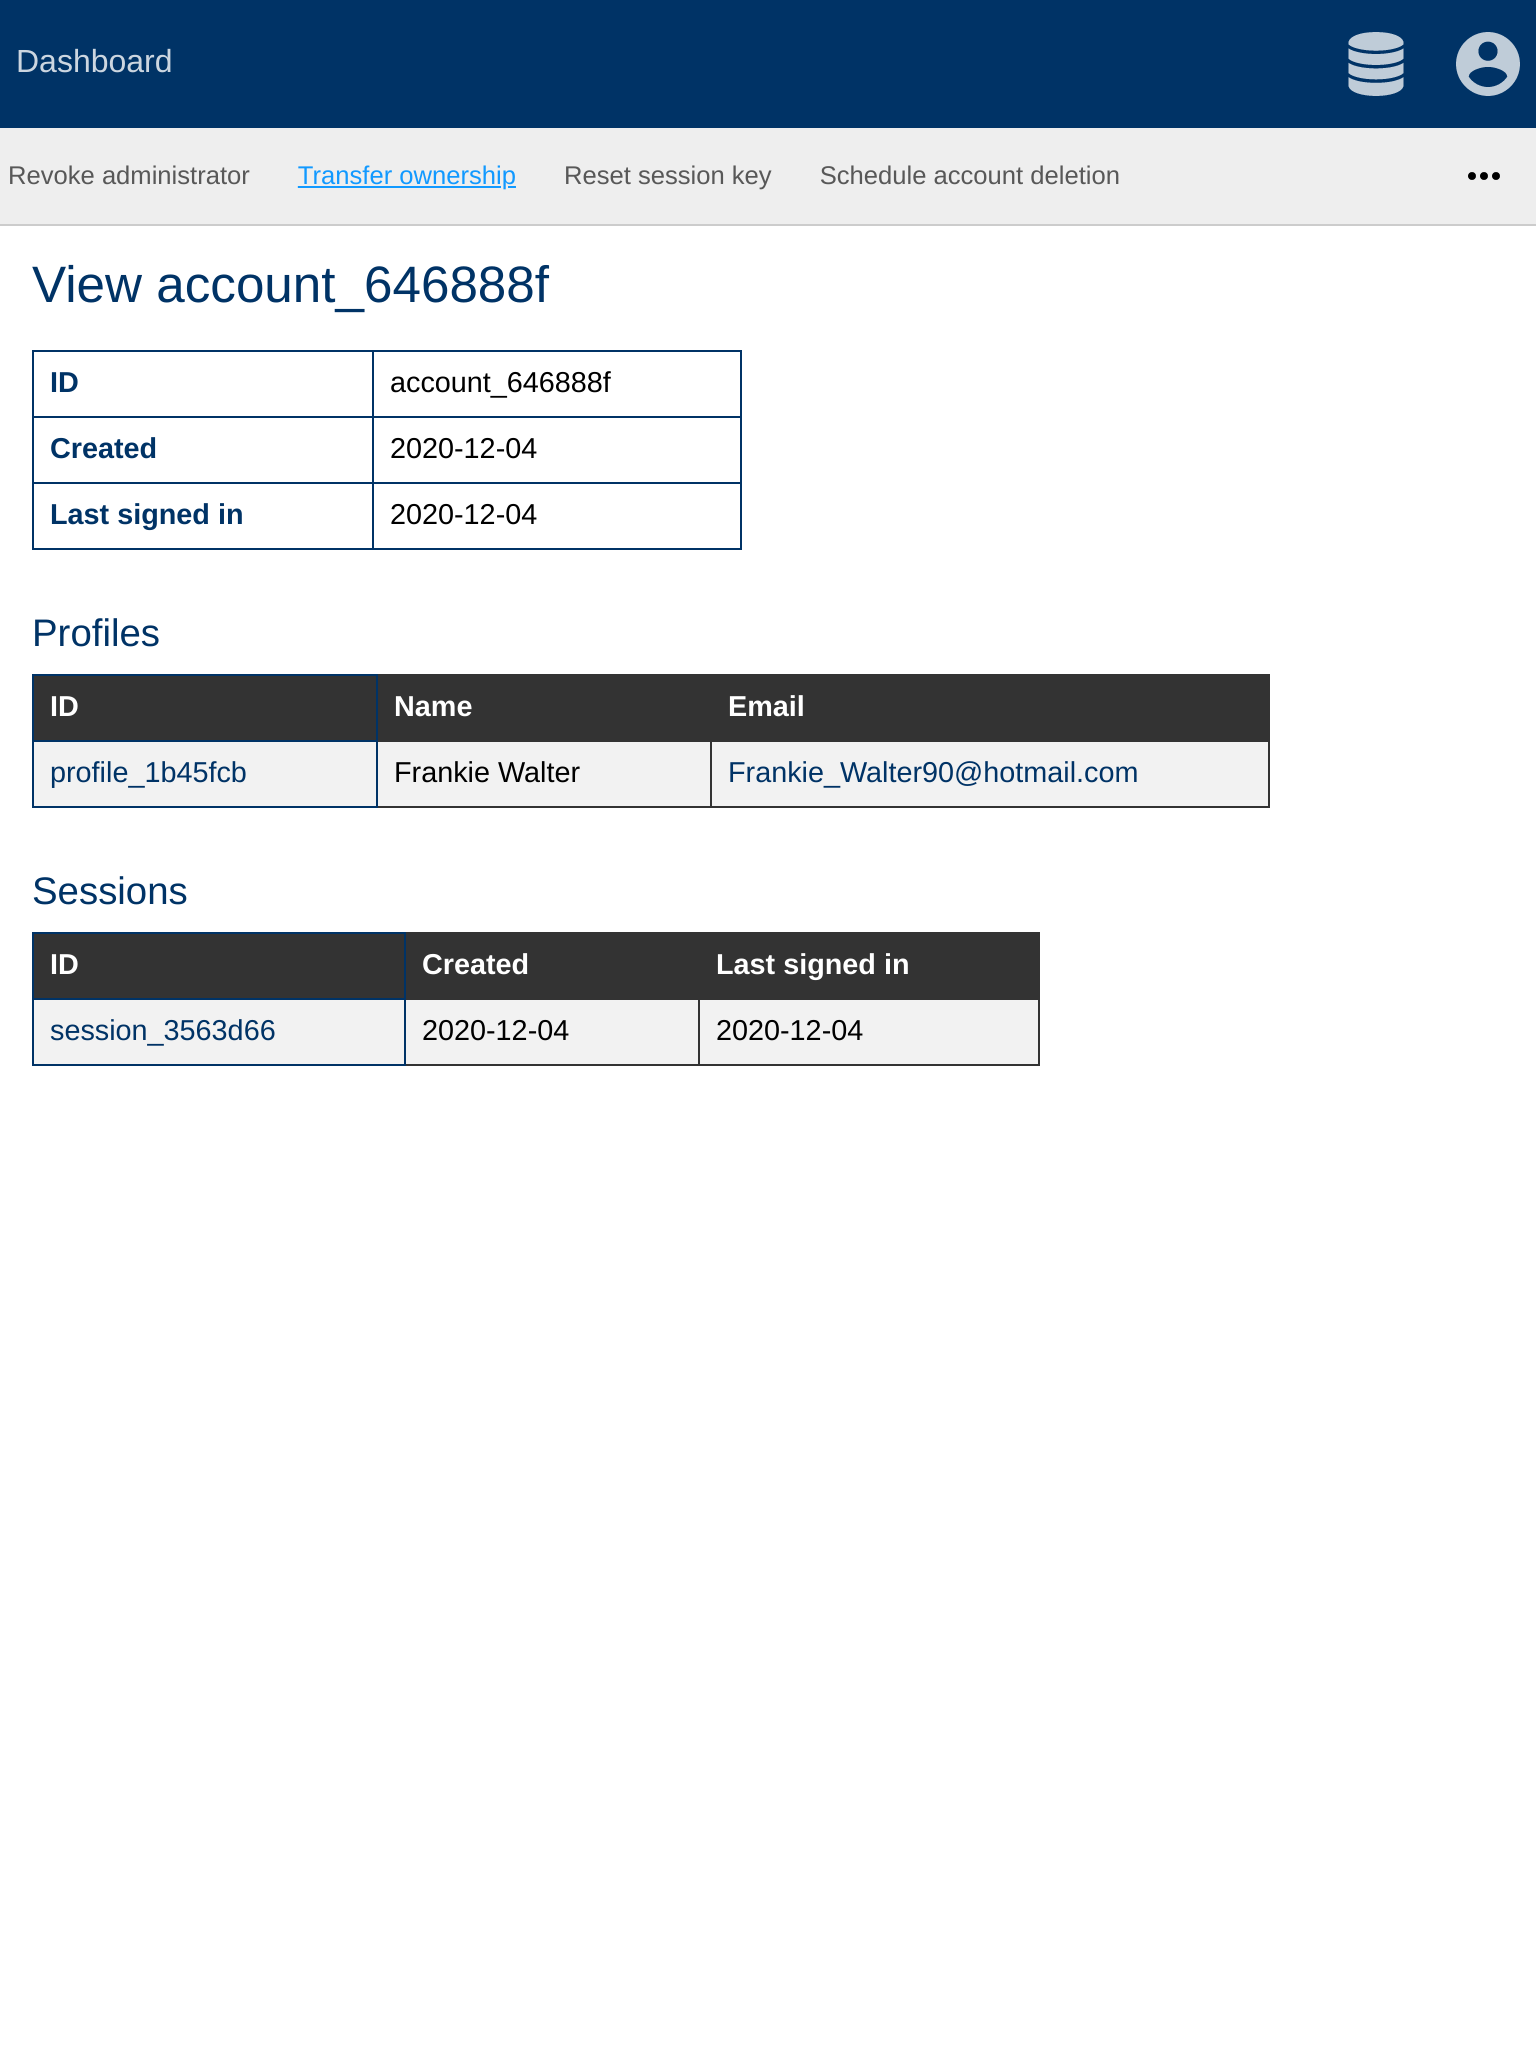 Dashboard
Revoke administrator Transfer ownership Reset session key Schedule account deletion
View account_646888f
ID account_646888f
Created 2020-12-04
Last signed in 2020-12-04
Profiles
ID Name Email
profile_1b45fcb Frankie Walter Frankie_Walter90@hotmail.com
Sessions
ID Created Last signed in
session_3563d66 2020-12-04 2020-12-04